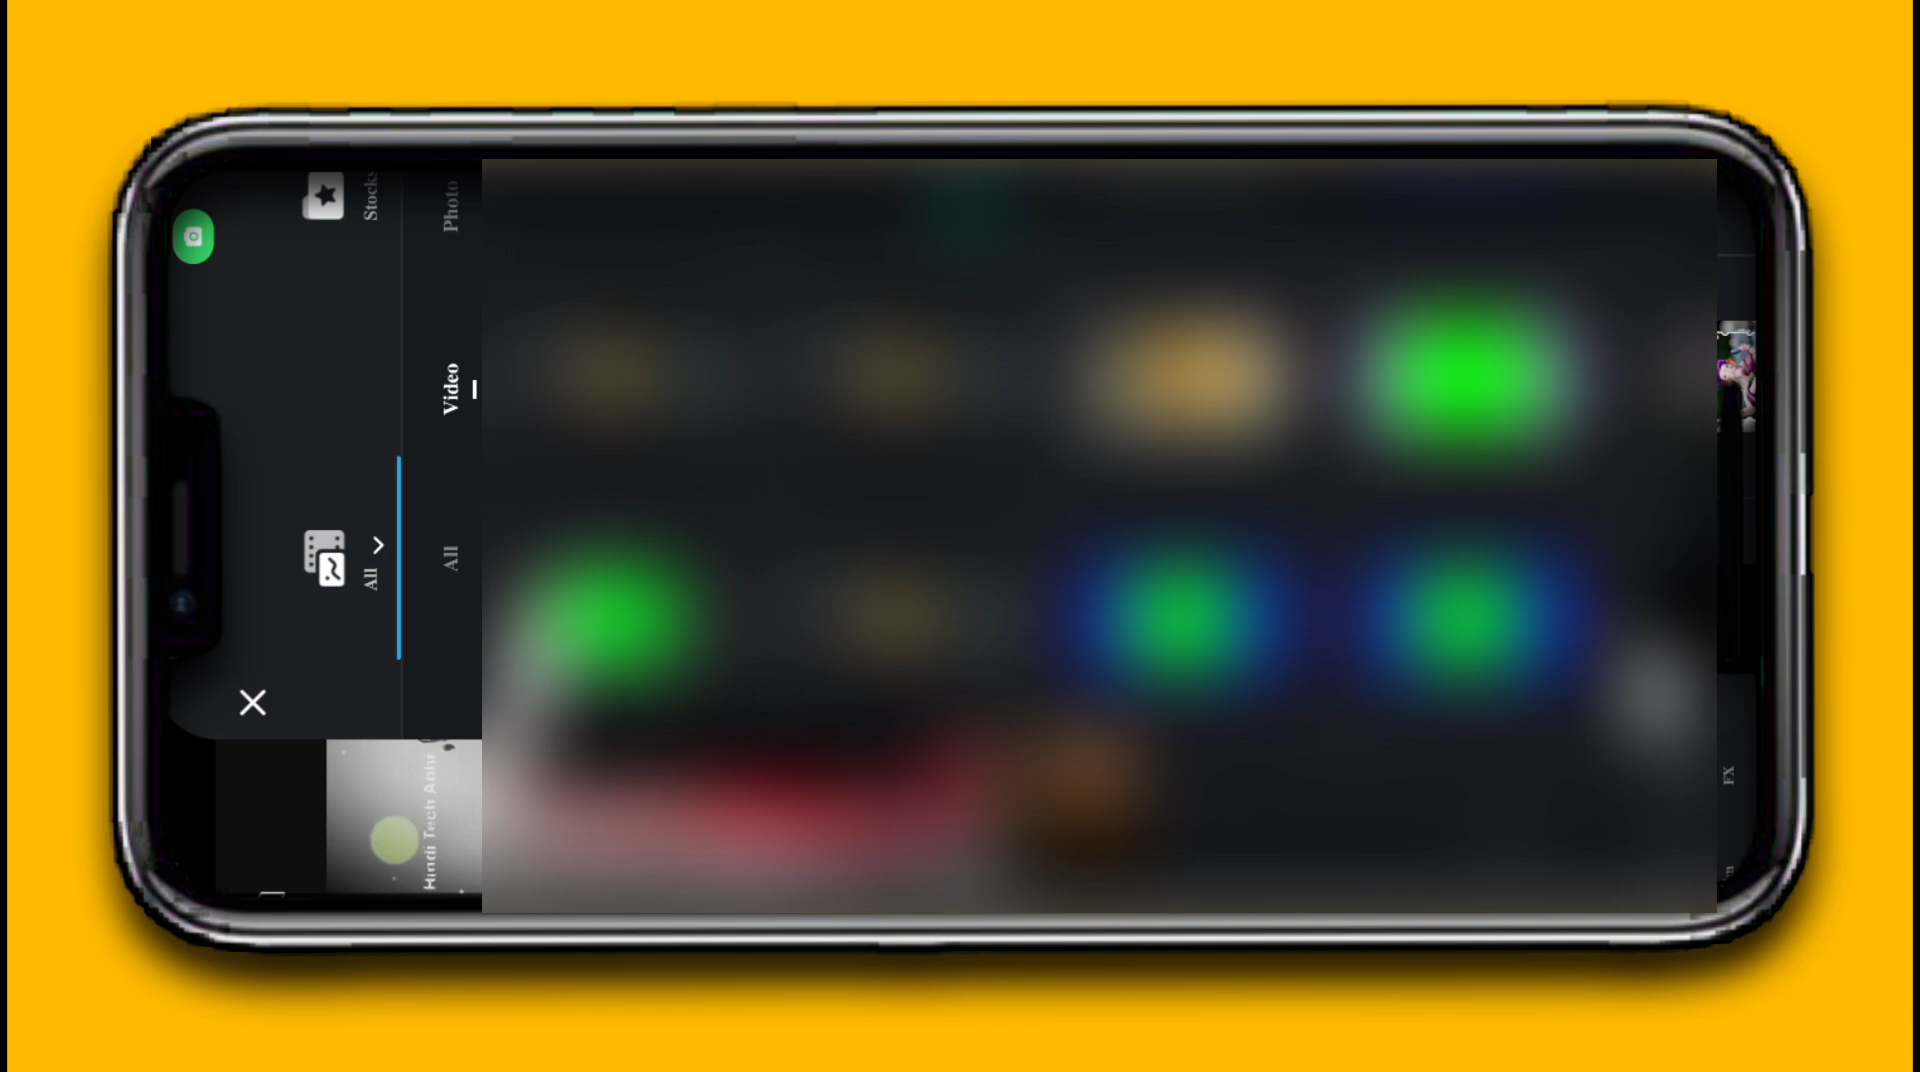 Stocks
All
Photo
Video
All
Hindi Tech Abhi
FX